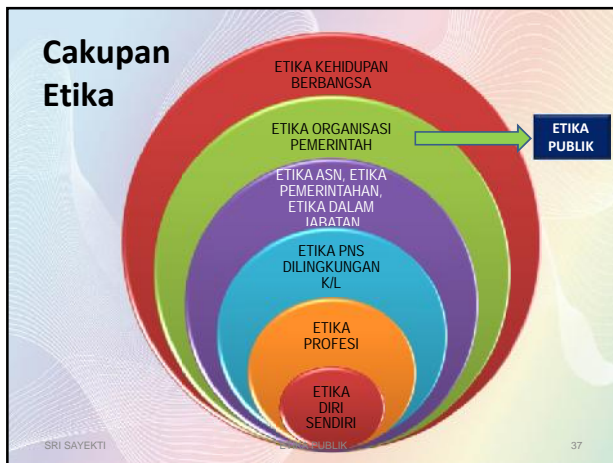 Cakupan
Etika
ETIKA KEHIDUPAN
BERBANGSA
ETIKA ORGANISASI
PEMERINTAH
ETIKA
PUBLIK
ETIKA ASN, ETIKA
PEMERINTAHAN,
ETIKA DALAM
JABATAN
ETIKA PNS
DILINGKUNGAN
K/L
ETIKA
PROFESI
ETIKA
DIRI
SENDIRI
SRI SAYEKTI
ETIKA PUBLIK
37